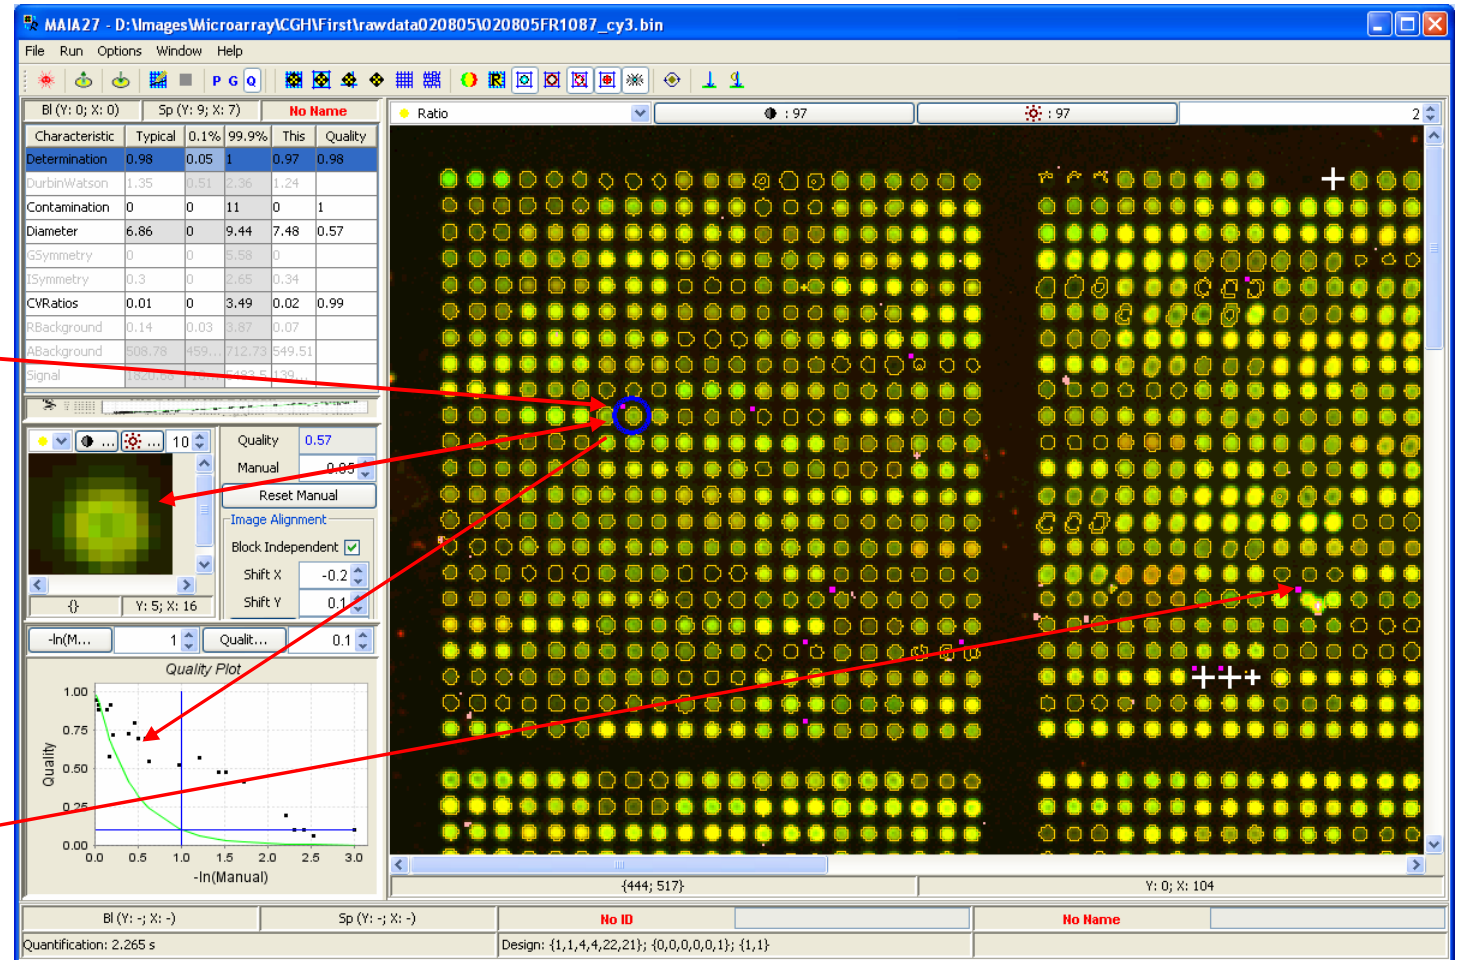 MAIA27 - D:\Images\Microarray\CGH\First\rawdata020805\020805FR1087_cy3.bin
File Run Options Window Help
P G Q
Bl (Y: 0; X: 0) Sp (Y: 9; X: 7) No Name
Ratio : 97 : 97 2
Characteristic Typical 0.1% 99.9% This Quality
Determination 0.98 0.05 1 0.97 0.98
DurbinWatson 1.35 0.51 2.36 1.24
Contamination 0 0 11 0 1
Diameter 6.86 0 9.44 7.48 0.57
GSymmetry 0 0 5.58 0
ISymmetry 0.3 0 2.65 0.34
CVRatios 0.01 0 3.49 0.02 0.99
RBackground 0.14 0.03 3.87 0.07
ABackground 508.78 459... 712.73 549.51
Signal 5483.5 139...
... ... 10
Quality 0.57
Manual 0.95
Reset Manual
Image Alignment
Block Independent
Shift X -0.2
Shift Y 0.1
{} Y: 5; X: 16
-ln(M... 1 Qualit... 0.1
Quality Plot
1.00
0.75
0.50
0.25
0.00
Quality
0.0 0.5 1.0 1.5 2.0 2.5 3.0
-ln(Manual)
{444; 517} Y: 0; X: 104
Bl (Y: -; X: -) Sp (Y: -; X: -) No ID No Name
Quantification: 2.265 s Design: {1,1,4,4,22,21}; {0,0,0,0,0,1}; {1,1}